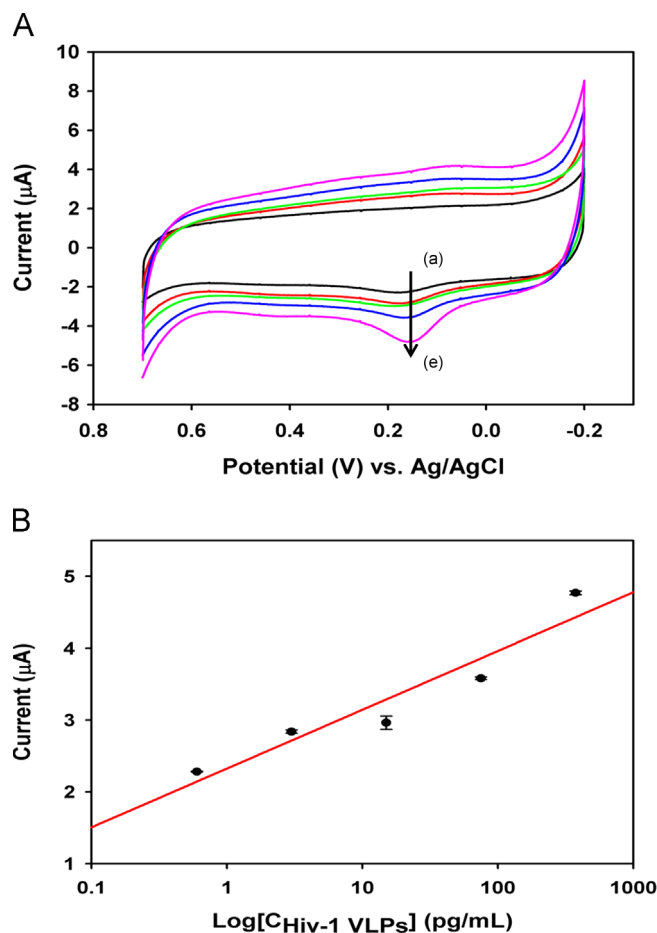 A
10
8
6
4
2
0
-2
-4
-6
-8
Current (μA)
(a)
(e)
0.8 0.6 0.4 0.2 0.0 -0.2
Potential (V) vs. Ag/AgCl
B
5
4
3
2
1
Current (μA)
0.1 1 10 100 1000
Log[CHiv-1 VLPs] (pg/mL)